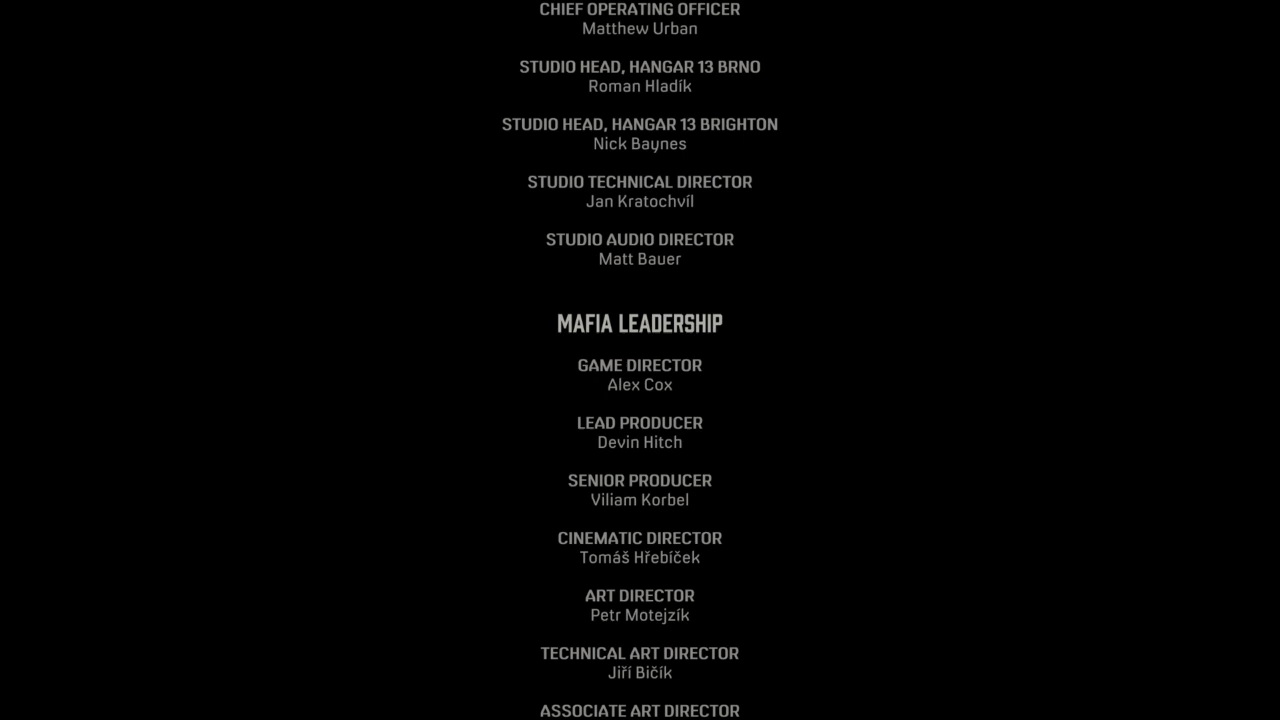 CHIEF OPERATING OFFICER
Matthew Urban
STUDIO HEAD, HANGAR 13 BRNO
Roman Hladík
STUDIO HEAD, HANGAR 13 BRIGHTON
Nick Baynes
STUDIO TECHNICAL DIRECTOR
Jan Kratochvíl
STUDIO AUDIO DIRECTOR
Matt Bauer
MAFIA LEADERSHIP
GAME DIRECTOR
Alex Cox
LEAD PRODUCER
Devin Hitch
SENIOR PRODUCER
Viliam Korbel
CINEMATIC DIRECTOR
Tomáš Hřebíček
ART DIRECTOR
Petr Motejzík
TECHNICAL ART DIRECTOR
Jiří Bičík
ASSOCIATE ART DIRECTOR